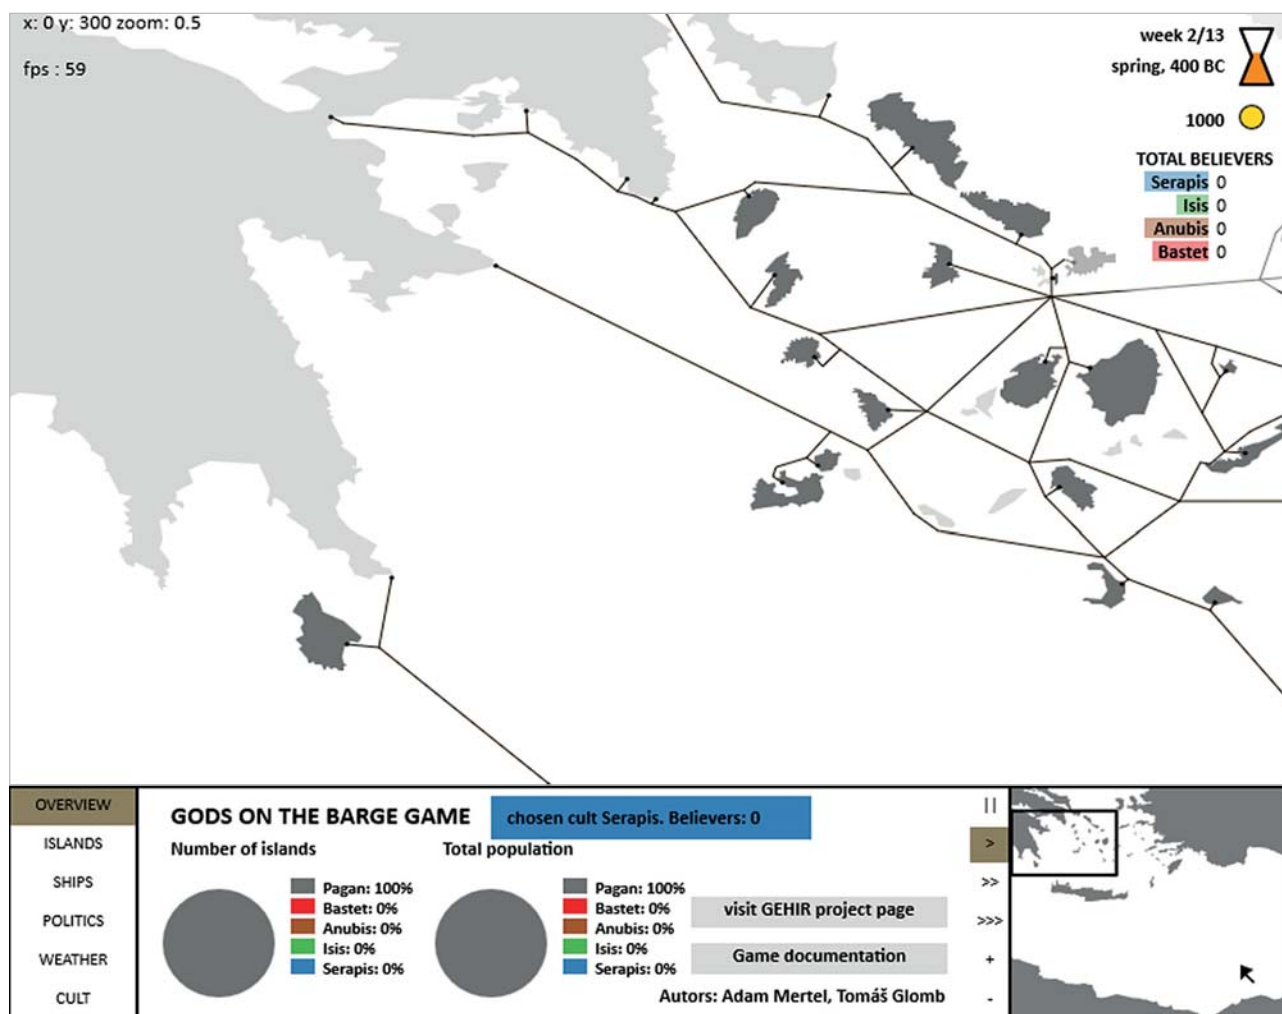 x: 0 y: 300 zoom: 0.5
fps : 59
week 2/13
spring, 400 BC
1000
TOTAL BELIEVERS
Serapis 0
Isis 0
Anubis 0
Bastet 0
OVERVIEW
ISLANDS
SHIPS
POLITICS
WEATHER
CULT
GODS ON THE BARGE GAME
chosen cult Serapis. Believers: 0
Number of islands
Pagan: 100%
Bastet: 0%
Anubis: 0%
Isis: 0%
Serapis: 0%
Total population
Pagan: 100%
Bastet: 0%
Anubis: 0%
Isis: 0%
Serapis: 0%
visit GEHIR project page
Game documentation
Autors: Adam Mertel, Tomáš Glomb
||
>
>>
>>>
+
-